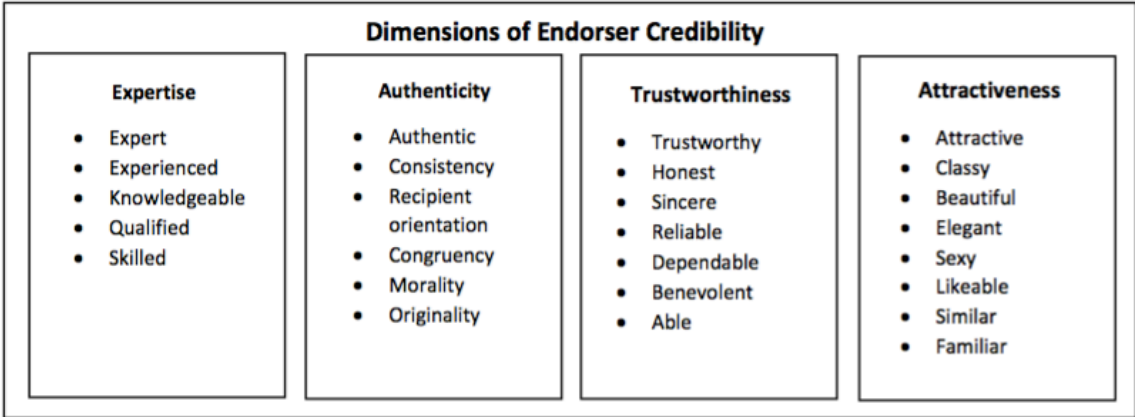 Dimensions of Endorser Credibility
Expertise
• Expert
• Experienced
• Knowledgeable
• Qualified
• Skilled
Authenticity
• Authentic
• Consistency
• Recipient
orientation
• Congruency
• Morality
• Originality
Trustworthiness
• Trustworthy
• Honest
• Sincere
• Reliable
• Dependable
• Benevolent
• Able
Attractiveness
• Attractive
• Classy
• Beautiful
• Elegant
• Sexy
• Likeable
• Similar
• Familiar